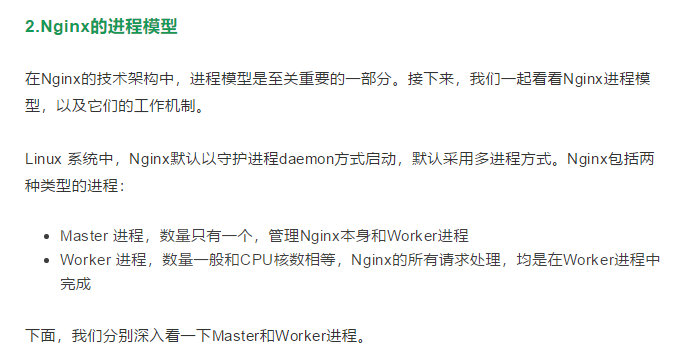 2.Nginx的进程模型
在Nginx的技术架构中，进程模型是至关重要的一部分。接下来，我们一起看看Nginx进程模
型，以及它们的工作机制。
Linux 系统中，Nginx默认以守护进程daemon方式启动，默认采用多进程方式。Nginx包括两
种类型的进程：
• Master 进程，数量只有一个，管理Nginx本身和Worker进程
• Worker 进程，数量一般和CPU核数相等，Nginx的所有请求处理，均是在Worker进程中
完成
下面，我们分别深入看一下Master和Worker进程。